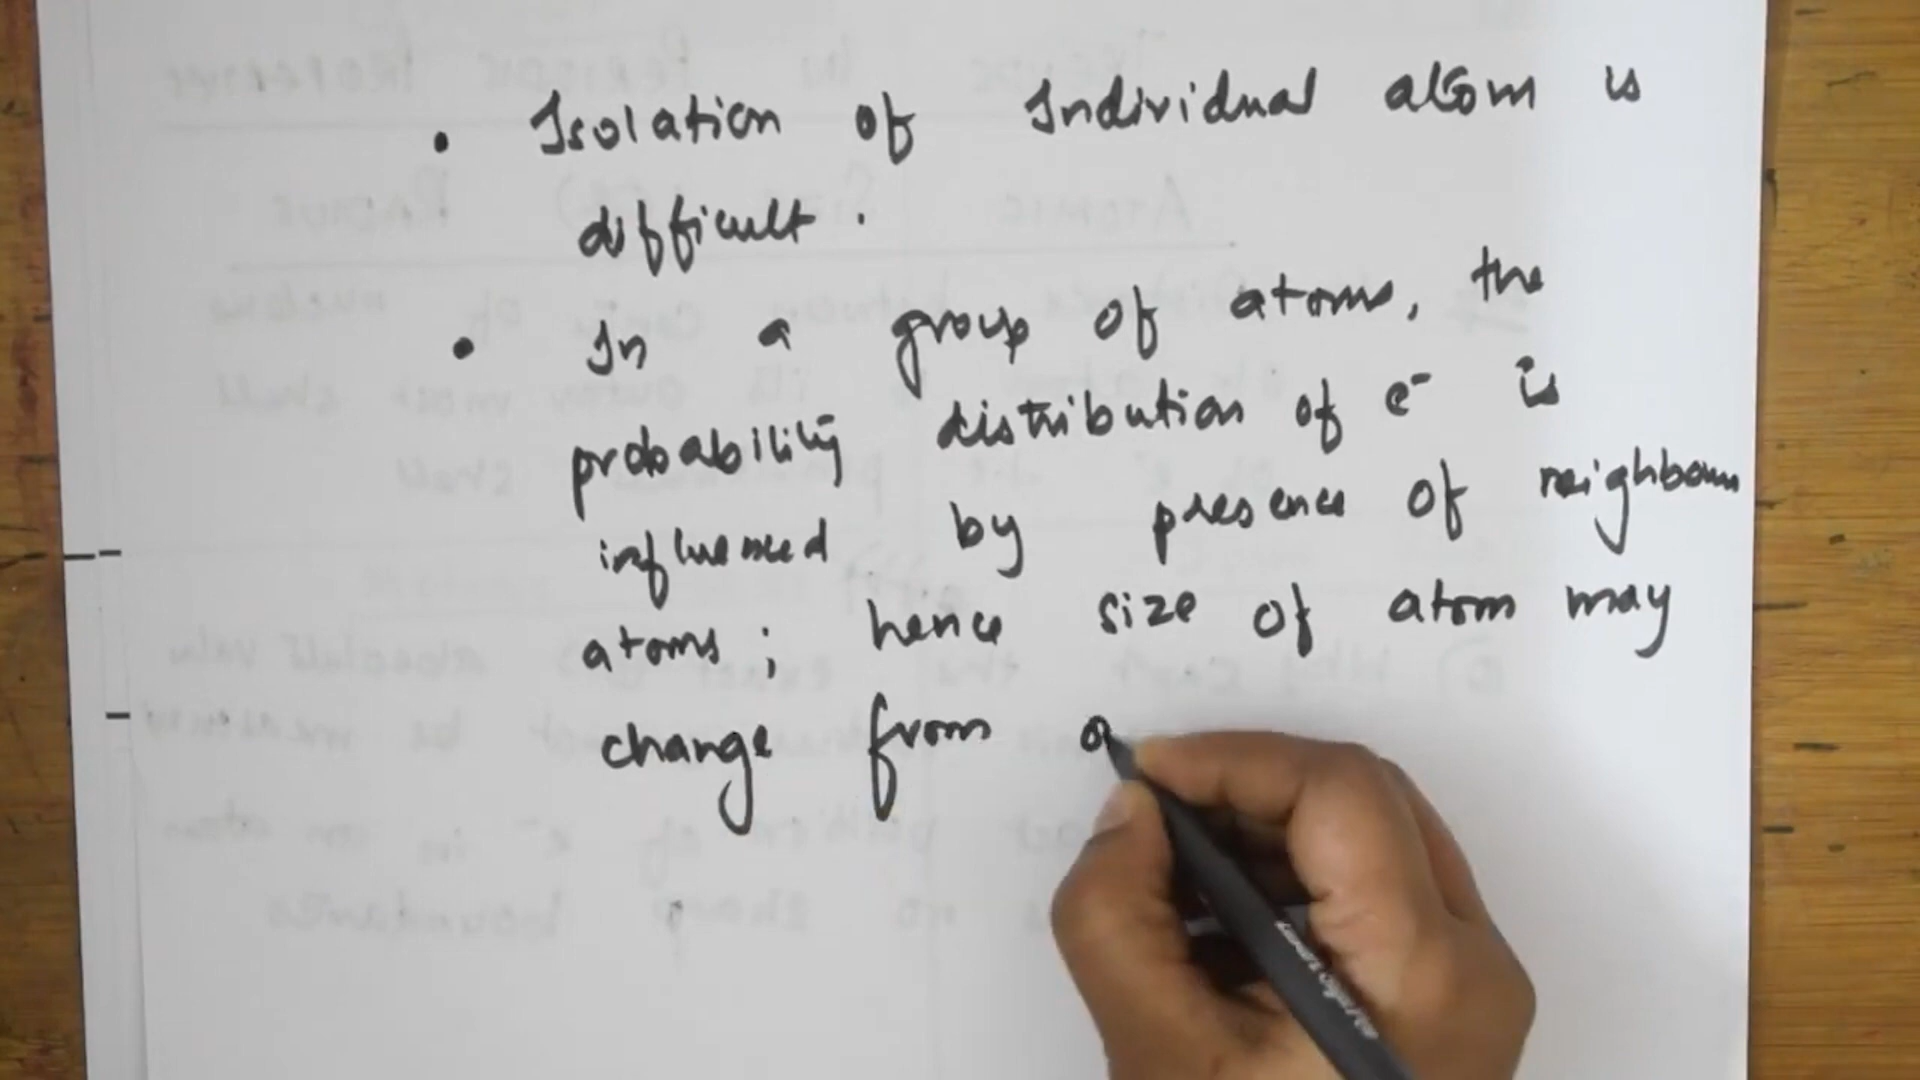 • Isolation of Individual atom is
difficult.
• In a group of atoms, the
probability distribution of e⁻ is
influenced by presence of neighbour
atoms; hence size of atom may
change from